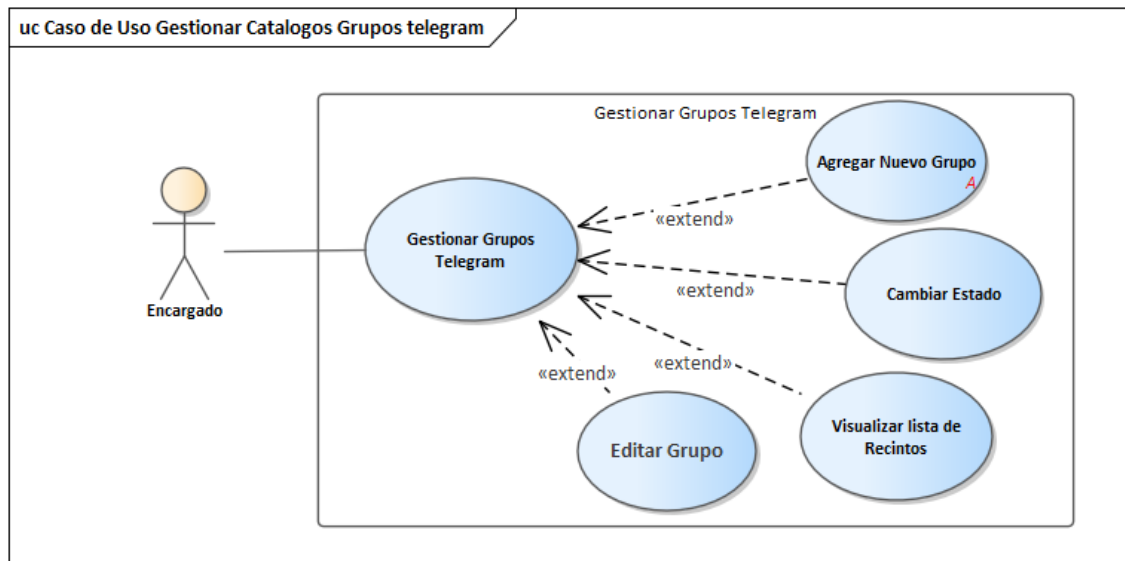 uc Caso de Uso Gestionar Catalogos Grupos telegram
Gestionar Grupos Telegram
Agregar Nuevo Grupo
A
«extend»
Gestionar Grupos
Telegram
Encargado
«extend»
Cambiar Estado
«extend»
«extend»
Visualizar lista de
Recintos
Editar Grupo